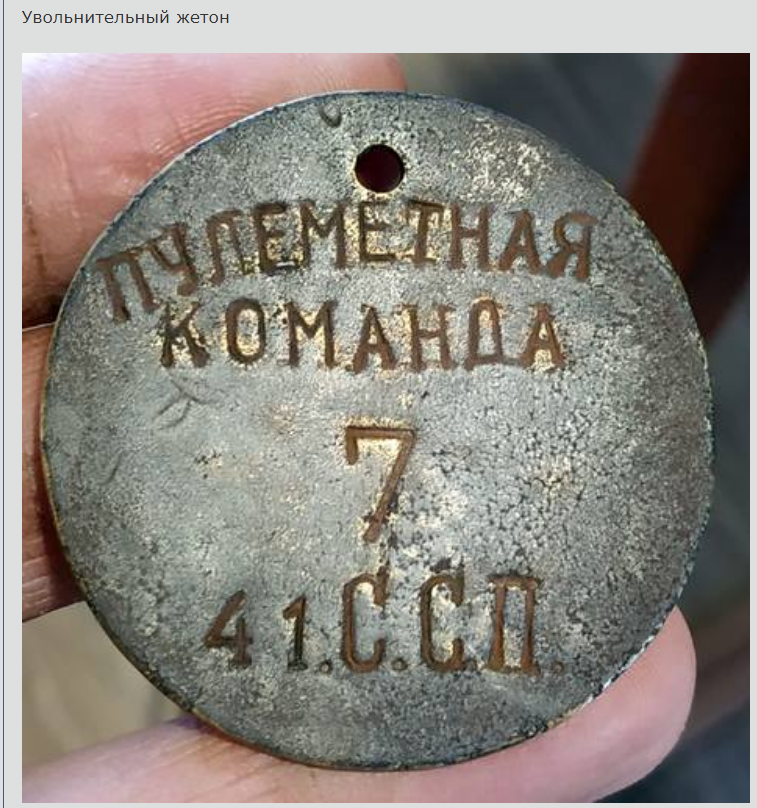 Увольнительный жетон
ПУЛЕМЕТНАЯ
КОМАНДА
7
41.С.С.П.